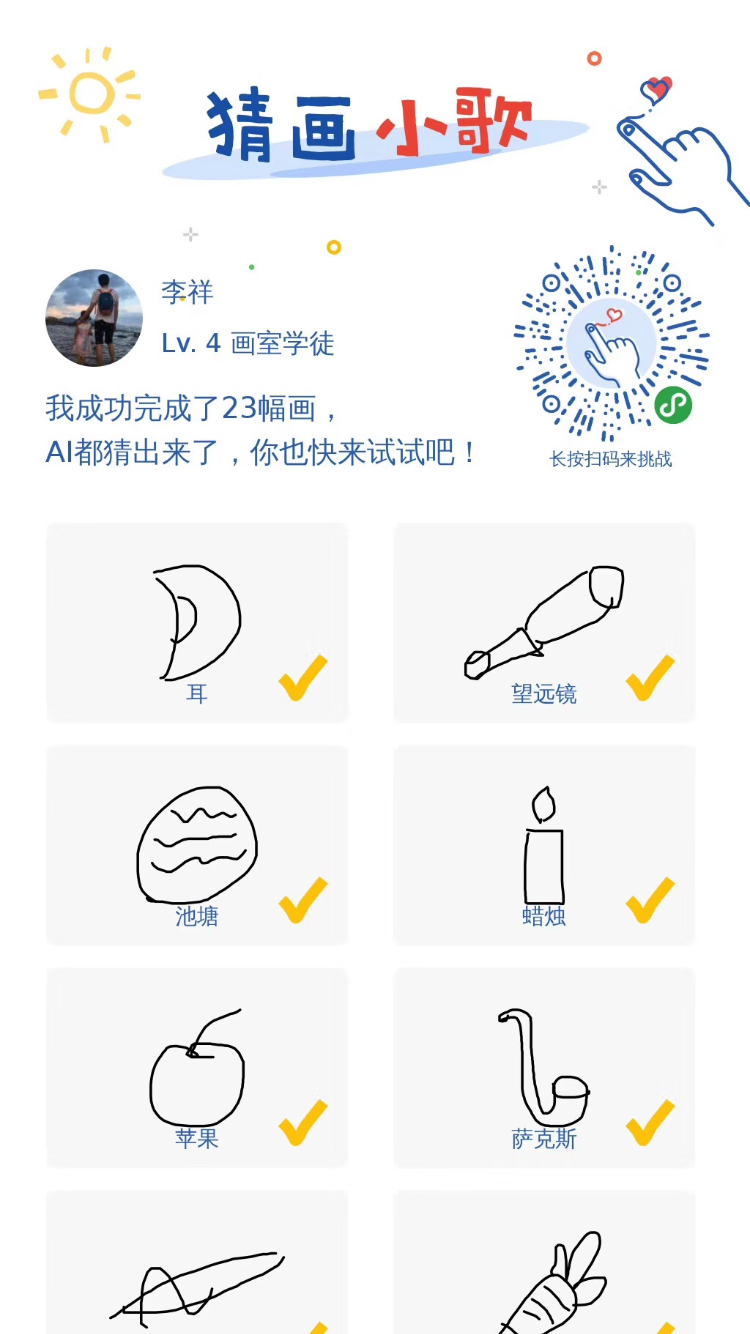 猜画小歌
李祥
Lv. 4 画室学徒
我成功完成了23幅画，
AI都猜出来了，你也快来试试吧！
长按扫码来挑战
耳
望远镜
池塘
蜡烛
苹果
萨克斯